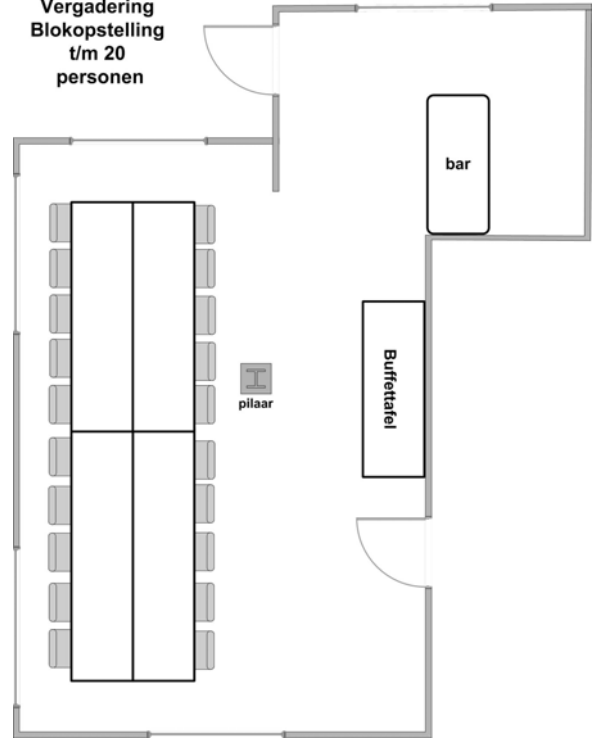 Vergadering
Blokopstelling
t/m 20
personen
bar
Buffettafel
pilaar